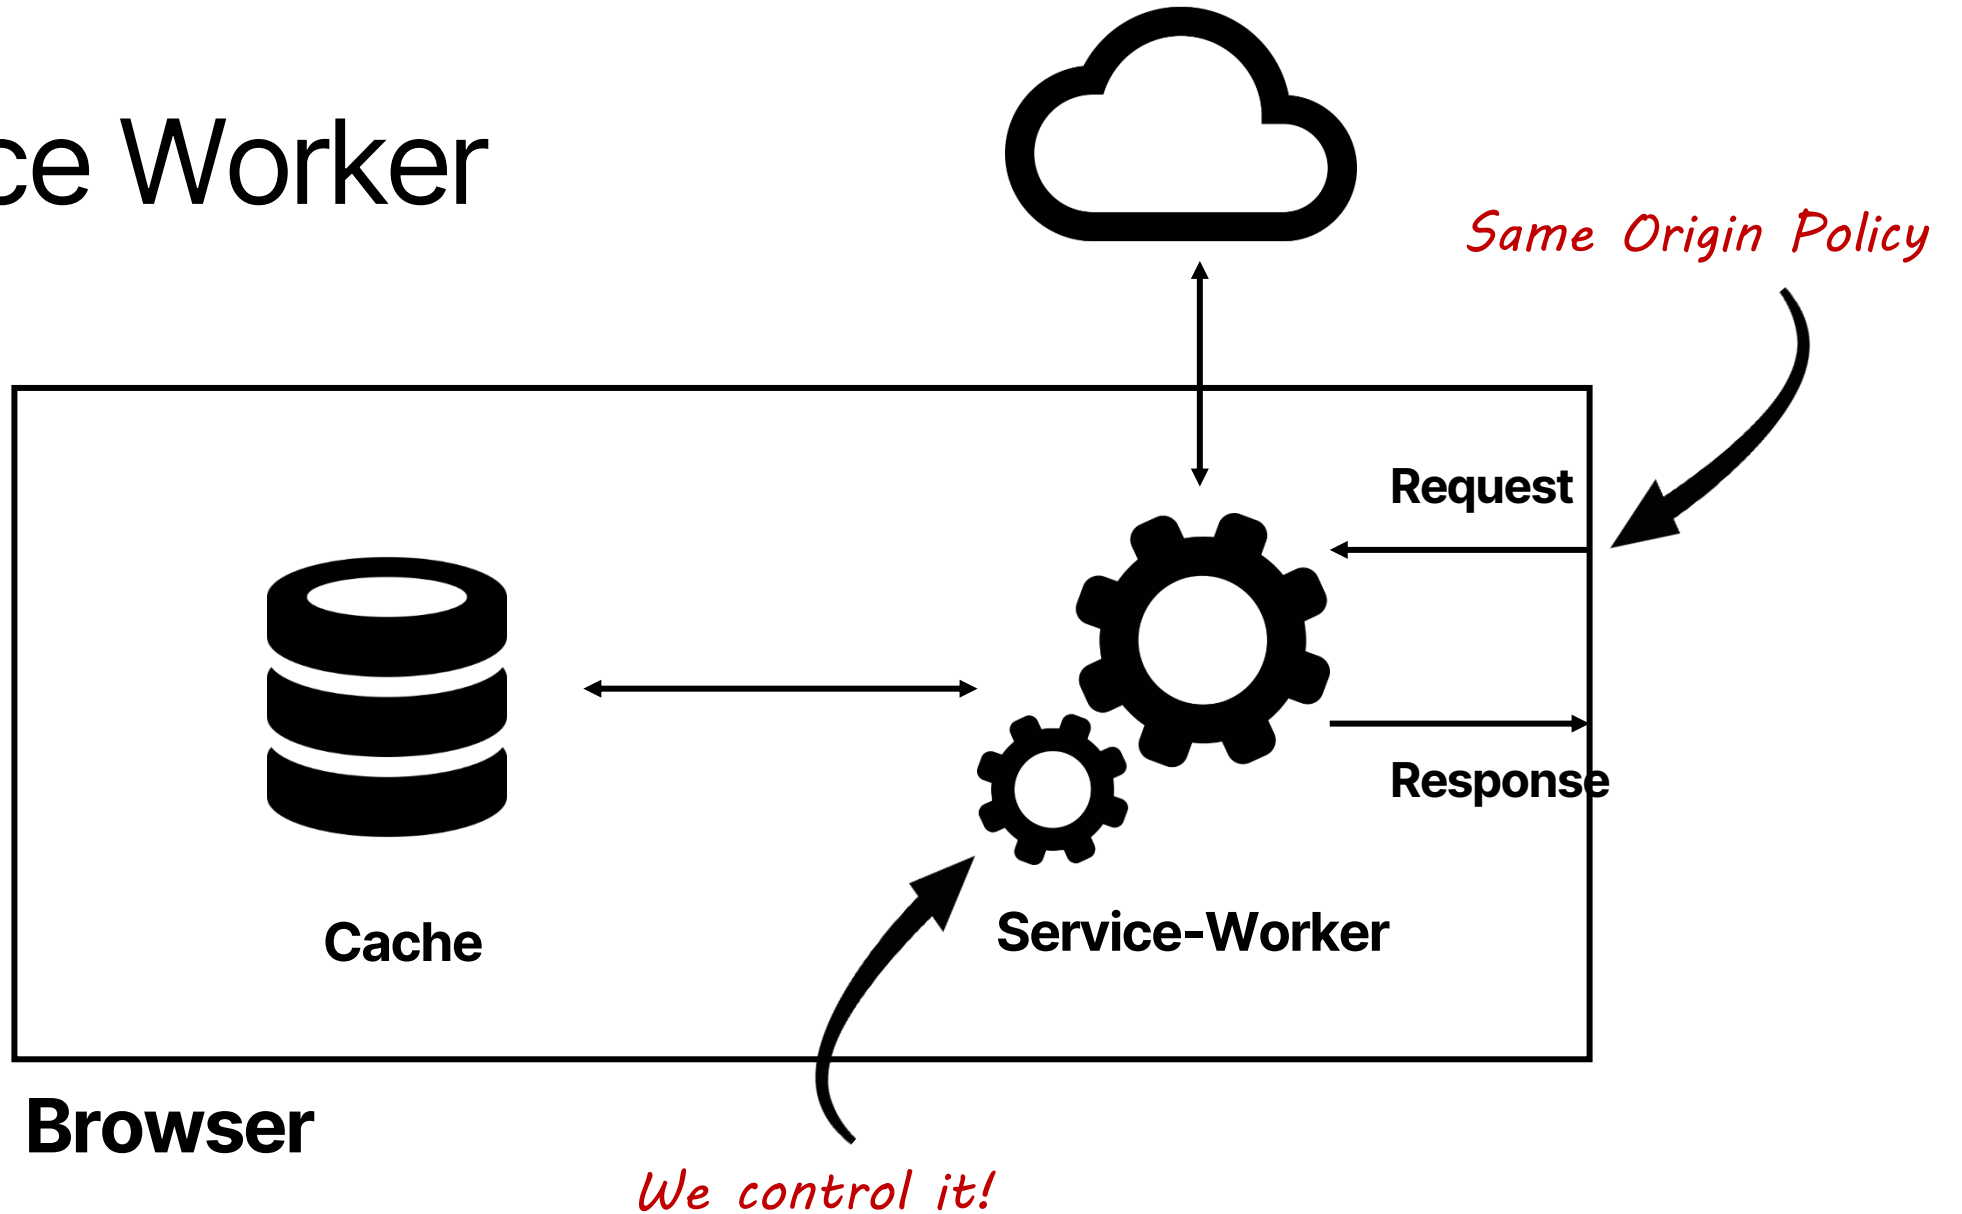 ce Worker
Same Origin Policy
Request
Response
Cache
Service-Worker
Browser
We control it!